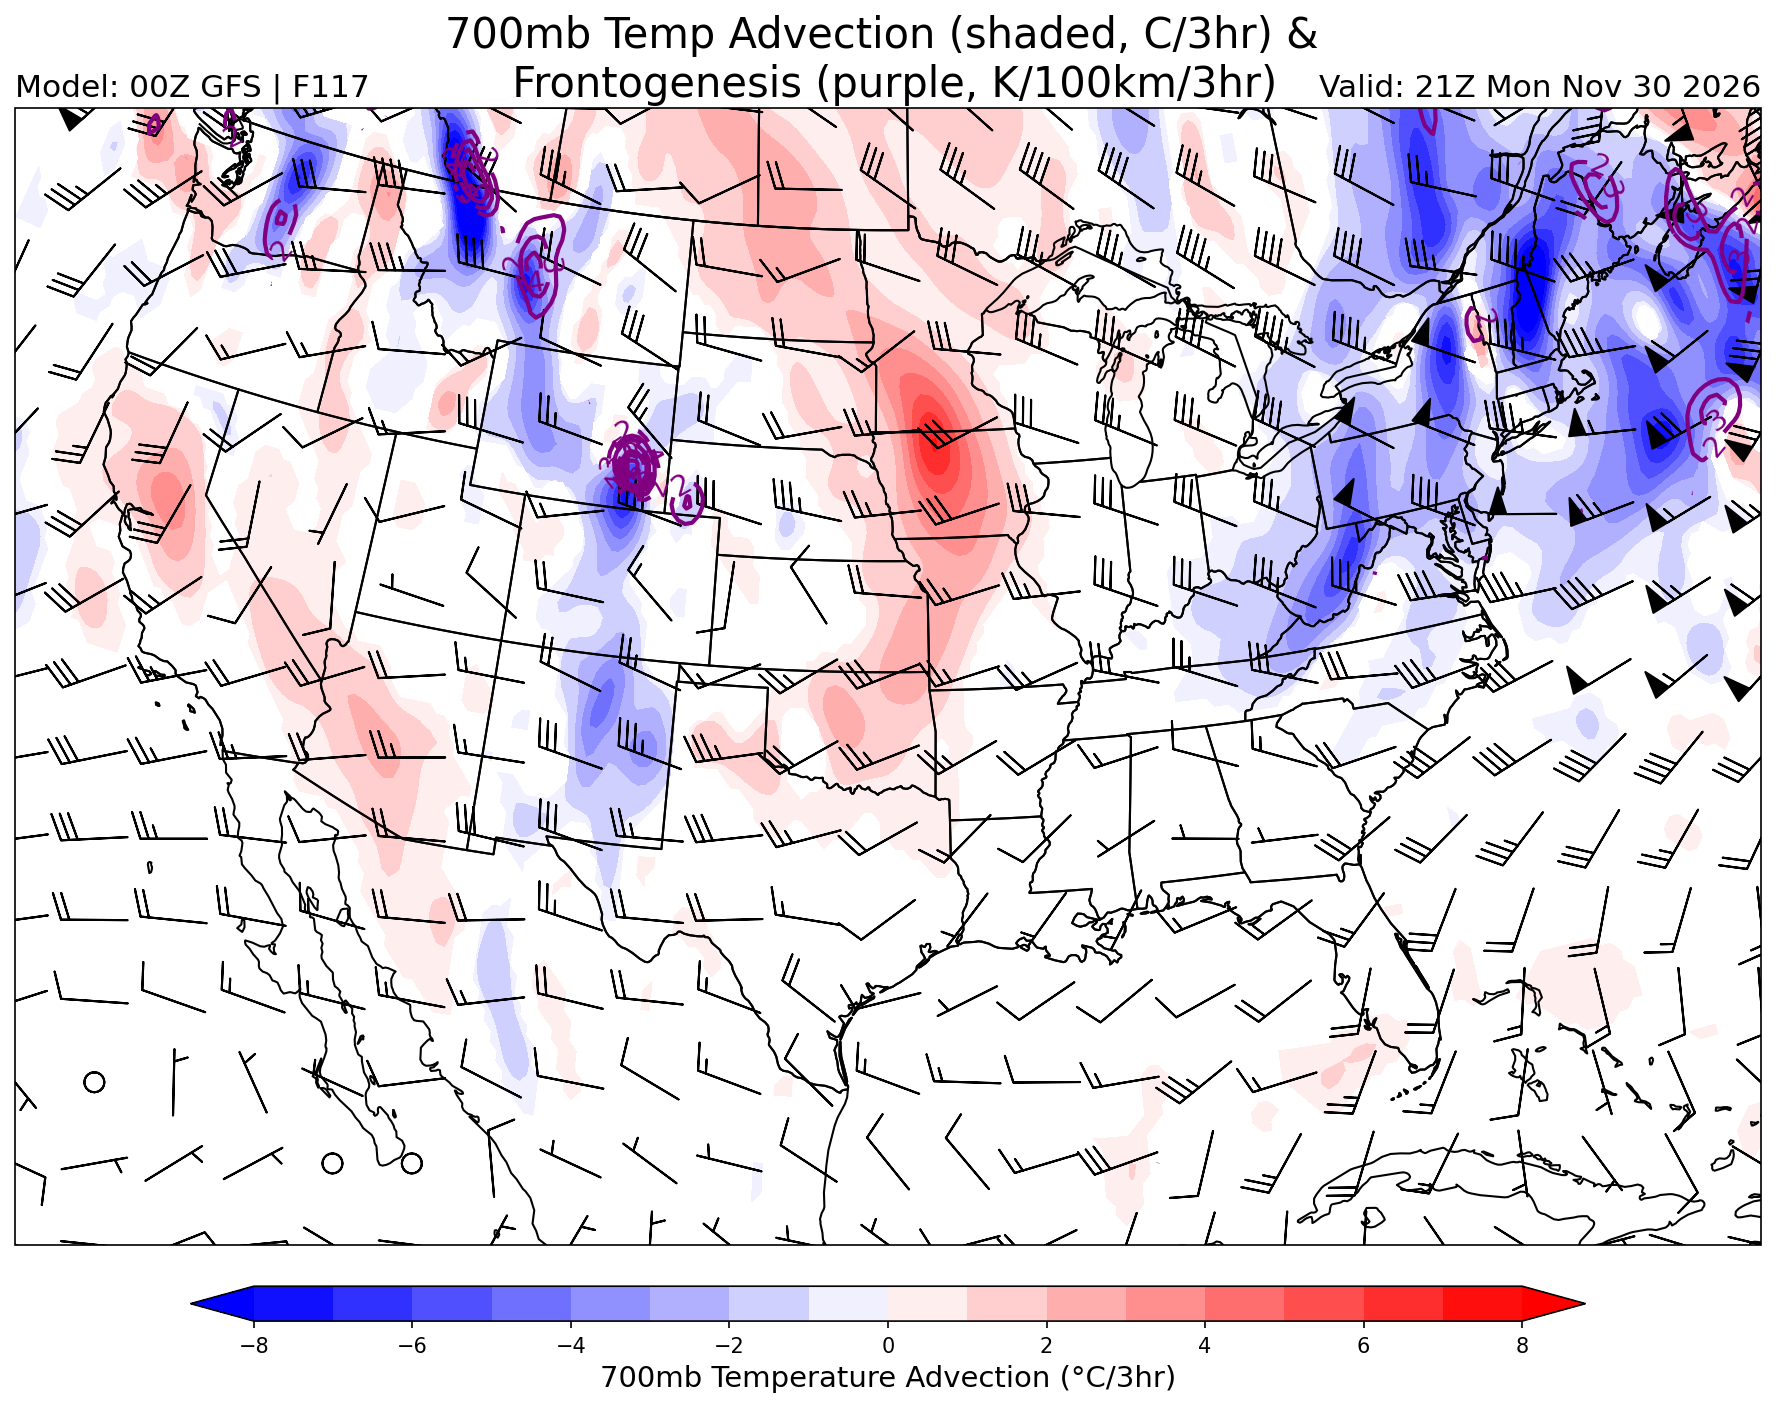 700mb Temp Advection (shaded, C/3hr) &
Frontogenesis (purple, K/100km/3hr)
Model: 00Z GFS | F117
Valid: 21Z Mon Nov 30 2026
−8 −6 −4 −2 0 2 4 6 8
700mb Temperature Advection (°C/3hr)